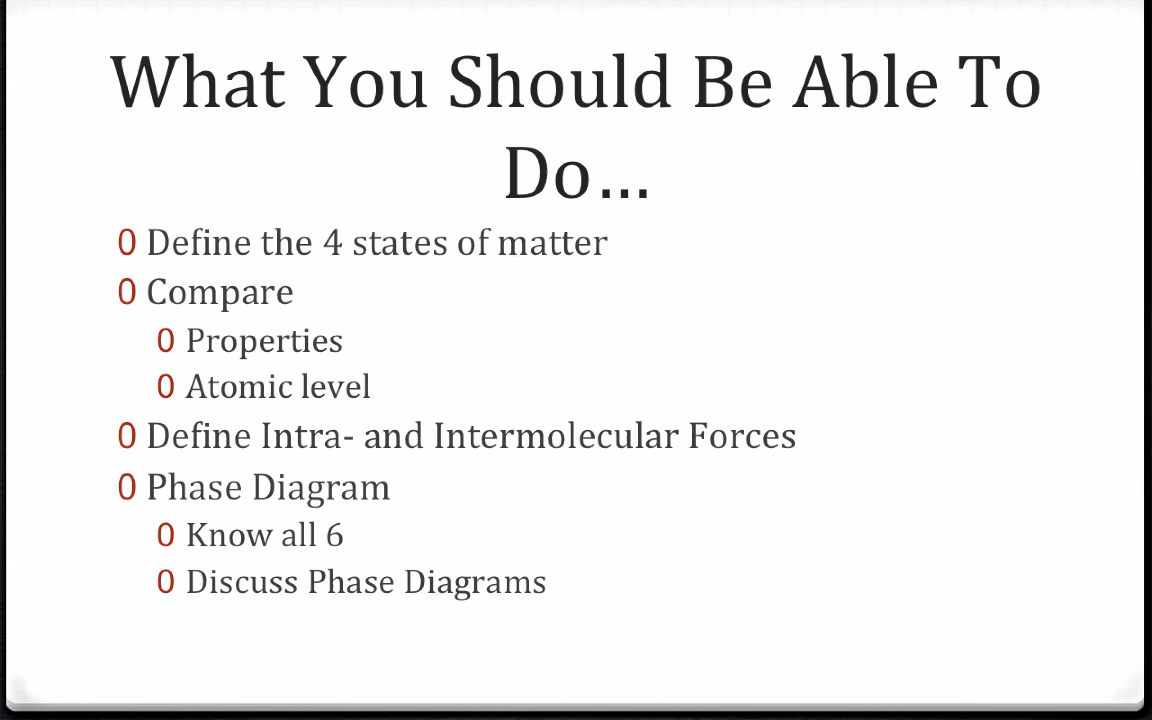 What You Should Be Able To
Do...
0 Define the 4 states of matter
0 Compare
0 Properties
0 Atomic level
0 Define Intra- and Intermolecular Forces
0 Phase Diagram
0 Know all 6
0 Discuss Phase Diagrams